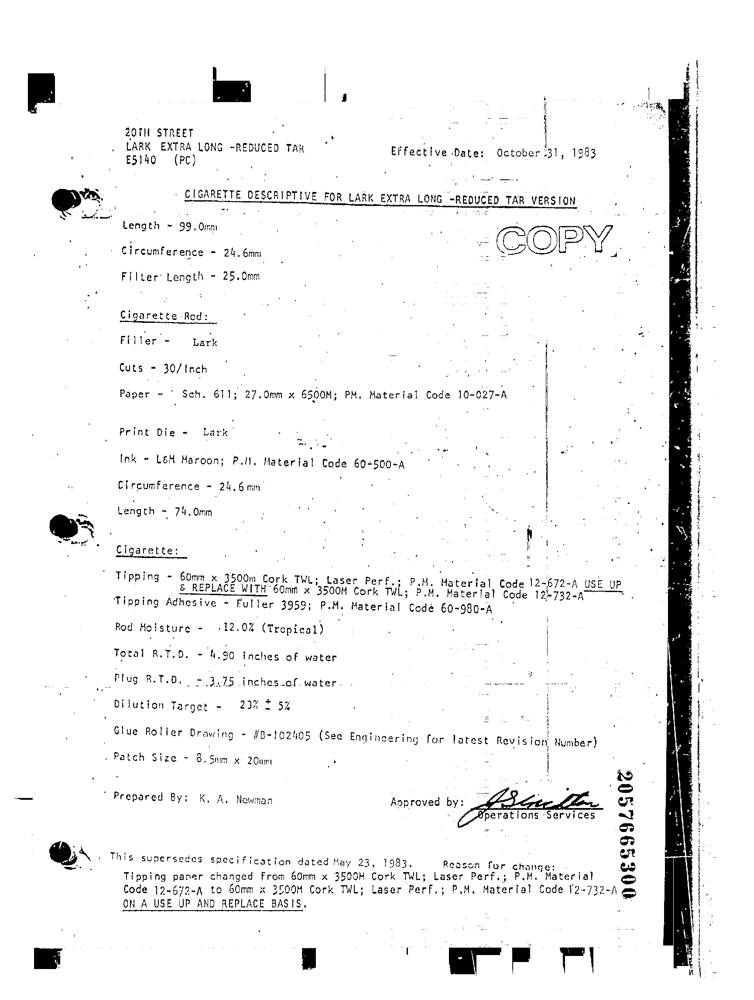 20TH STREET
LARK EXTRA LONG -REDUCED TAR
E5140 (PC)
Effective Date: October 31, 1983
CIGARETTE DESCRIPTIVE FOR LARK EXTRA LONG -REDUCED TAR VERSION
COPY
Length - 99.0mm
Circumference - 24.6mm
Filter Length - 25.0mm
Cigarette Rod:
Filler - Lark
Cuts - 30/Inch
Paper - Sch. 611; 27.0mm x 6500M; PM. Material Code 10-027-A
Print Die - Lark
Ink - L&M Maroon; P.M. Material Code 60-500-A
Circumference - 24.6mm
Length - 74.0mm
Cigarette:
Tipping - 60mm x 3500m Cork TWL; Laser Perf.; P.M. Material Code 12-672-A USE UP
& REPLACE WITH 60mm x 3500M Cork TWL; P.M. Material Code 12-732-A
Tipping Adhesive - Fuller 3959; P.M. Material Code 60-980-A
Rod Moisture - 12.0% (Tropical)
Total R.T.D. - 4.90 inches of water
Plug R.T.D. - 3.75 inches of water
Dilution Target - 23% ± 5%
Glue Roller Drawing - #B-102405 (See Engineering for latest Revision Number)
Patch Size - 8.5mm x 20mm
Prepared By: K. A. Newman
Approved by:
Operations Services
2057665300
This supersedes specification dated May 23, 1983. Reason for change:
Tipping paper changed from 60mm x 3500M Cork TWL; Laser Perf.; P.M. Material
Code 12-672-A to 60mm x 3500M Cork TWL; Laser Perf.; P.M. Material Code 12-732-A
ON A USE UP AND REPLACE BASIS.